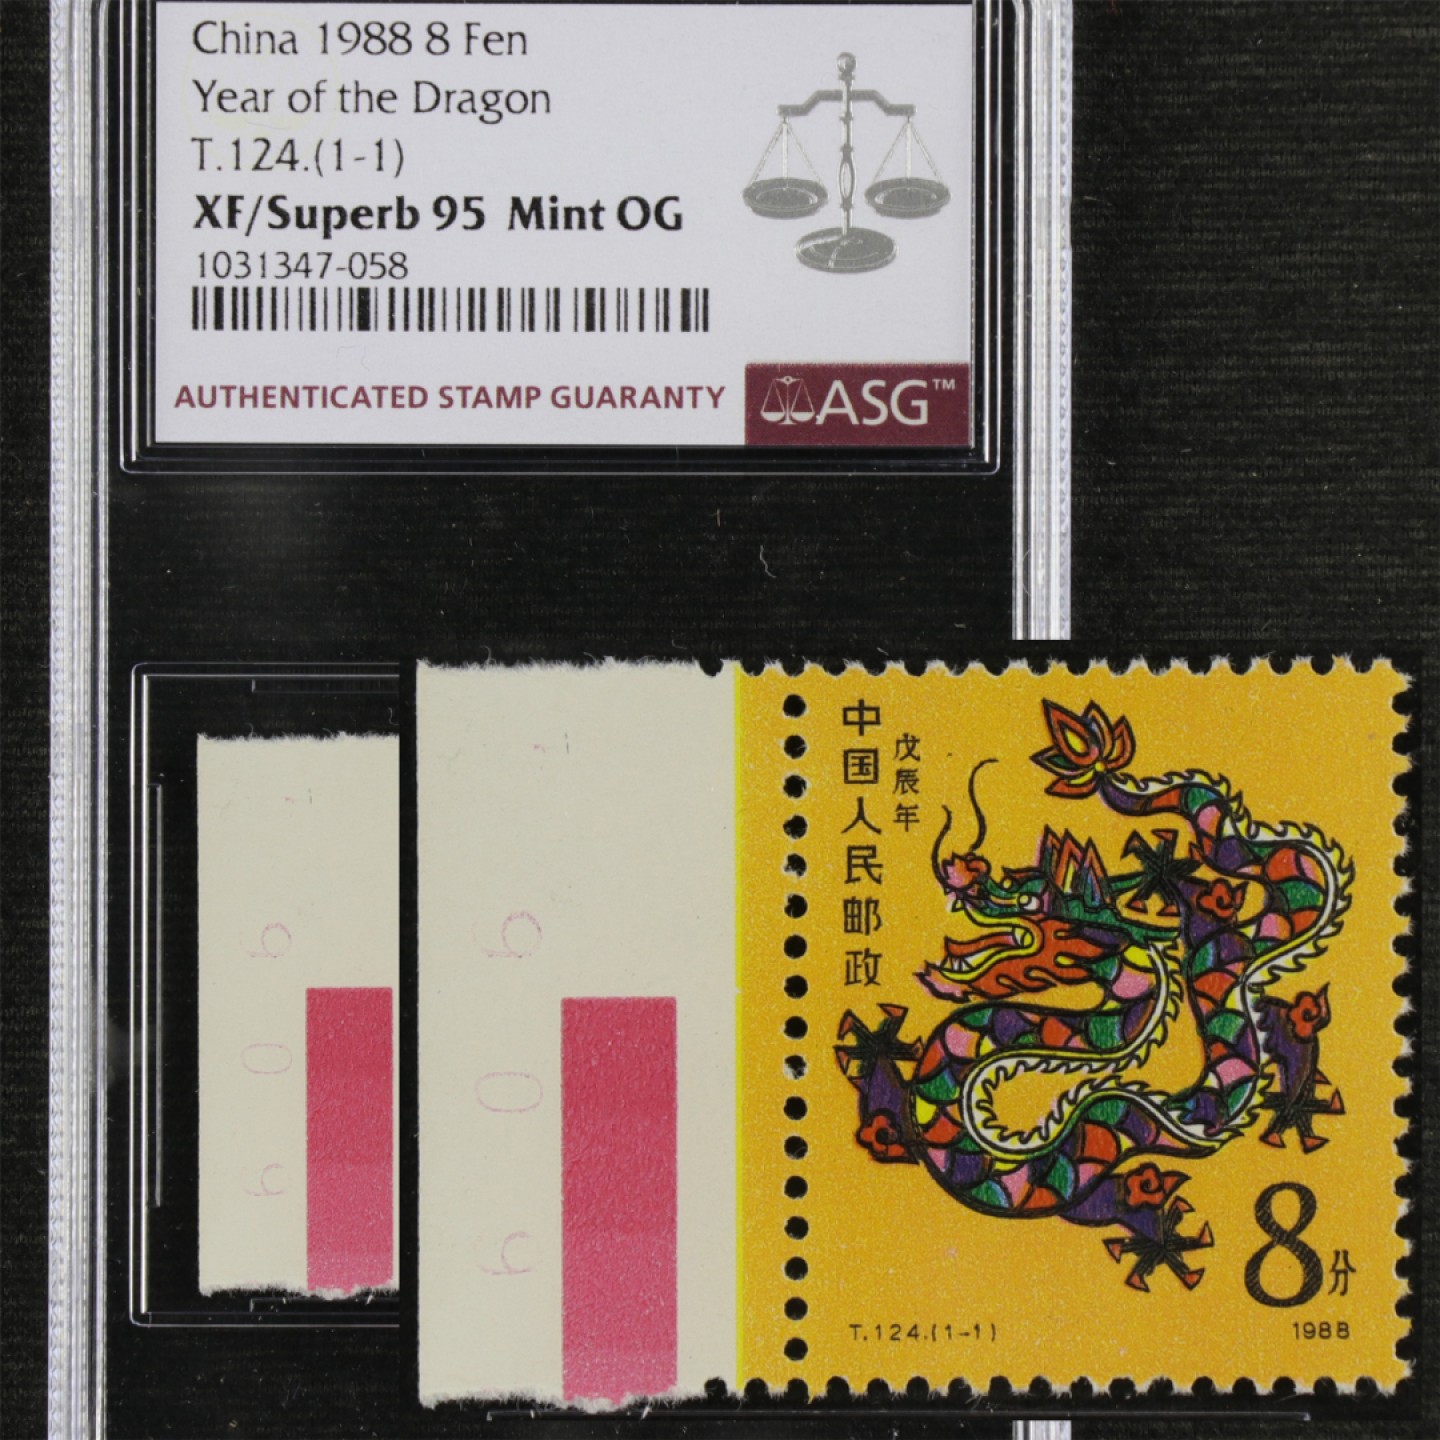 China 1988 8 Fen
Year of the Dragon
T.124.(1-1)
XF/Superb 95 Mint OG
1031347-058
AUTHENTICATED STAMP GUARANTY
ASG™
中国人民邮政
戊辰年
8分
T.124.(1-1)
1988